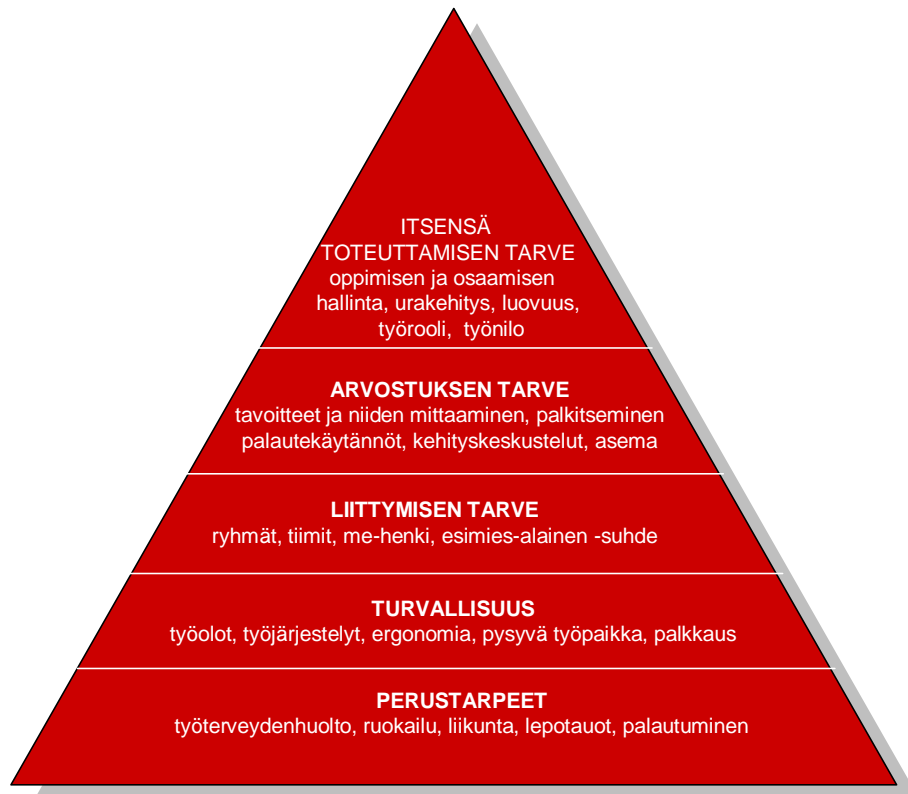 ITSENSÄ
TOTEUTTAMISEN TARVE
oppimisen ja osaamisen
hallinta, urakehitys, luovuus,
työrooli, työnilo
ARVOSTUKSEN TARVE
tavoitteet ja niiden mittaaminen, palkitseminen
palautekäytännöt, kehityskeskustelut, asema
LIITTYMISEN TARVE
ryhmät, tiimit, me-henki, esimies-alainen -suhde
TURVALLISUUS
työolot, työjärjestelyt, ergonomia, pysyvä työpaikka, palkkaus
PERUSTARPEET
työterveydenhuolto, ruokailu, liikunta, lepotauot, palautuminen